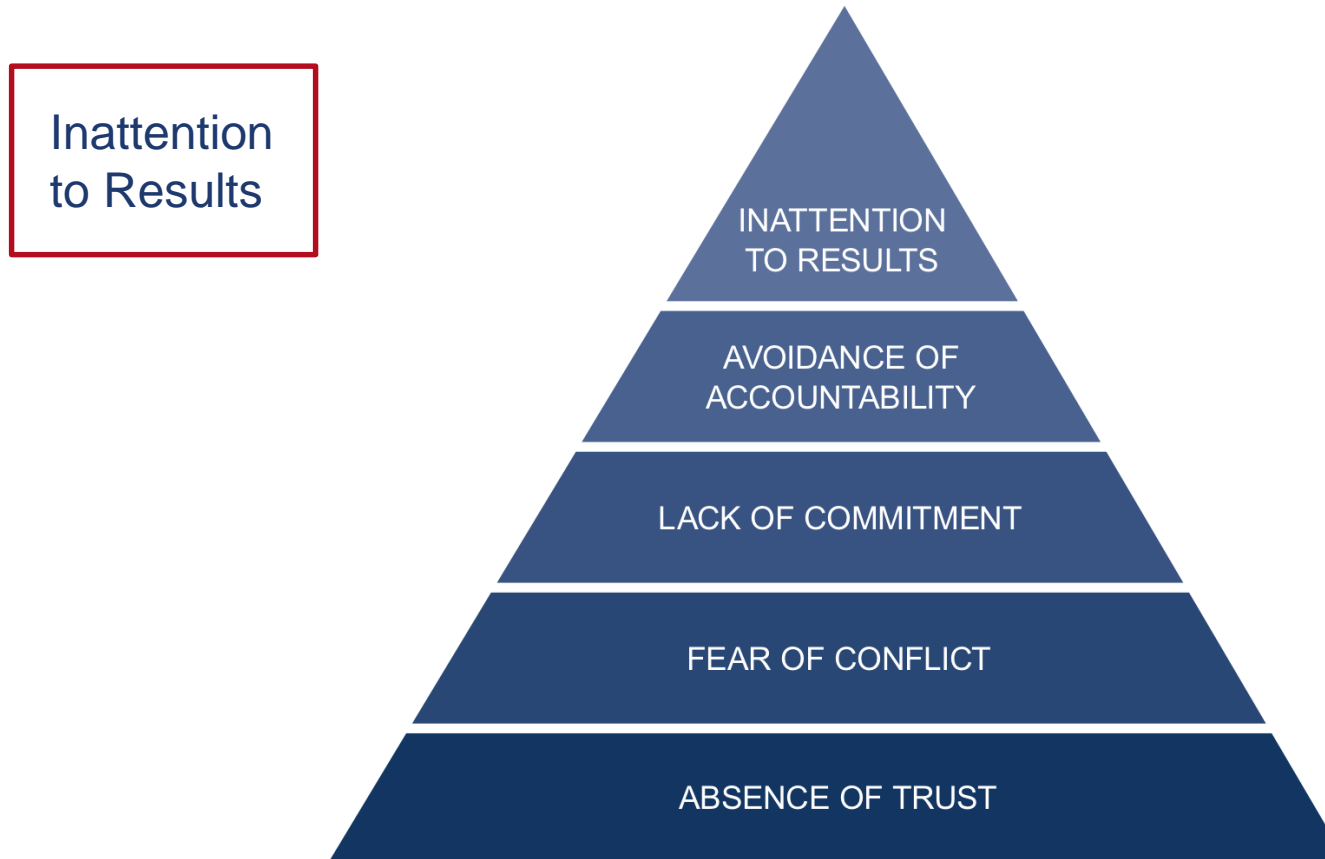 Inattention
to Results
INATTENTION
TO RESULTS
AVOIDANCE OF
ACCOUNTABILITY
LACK OF COMMITMENT
FEAR OF CONFLICT
ABSENCE OF TRUST